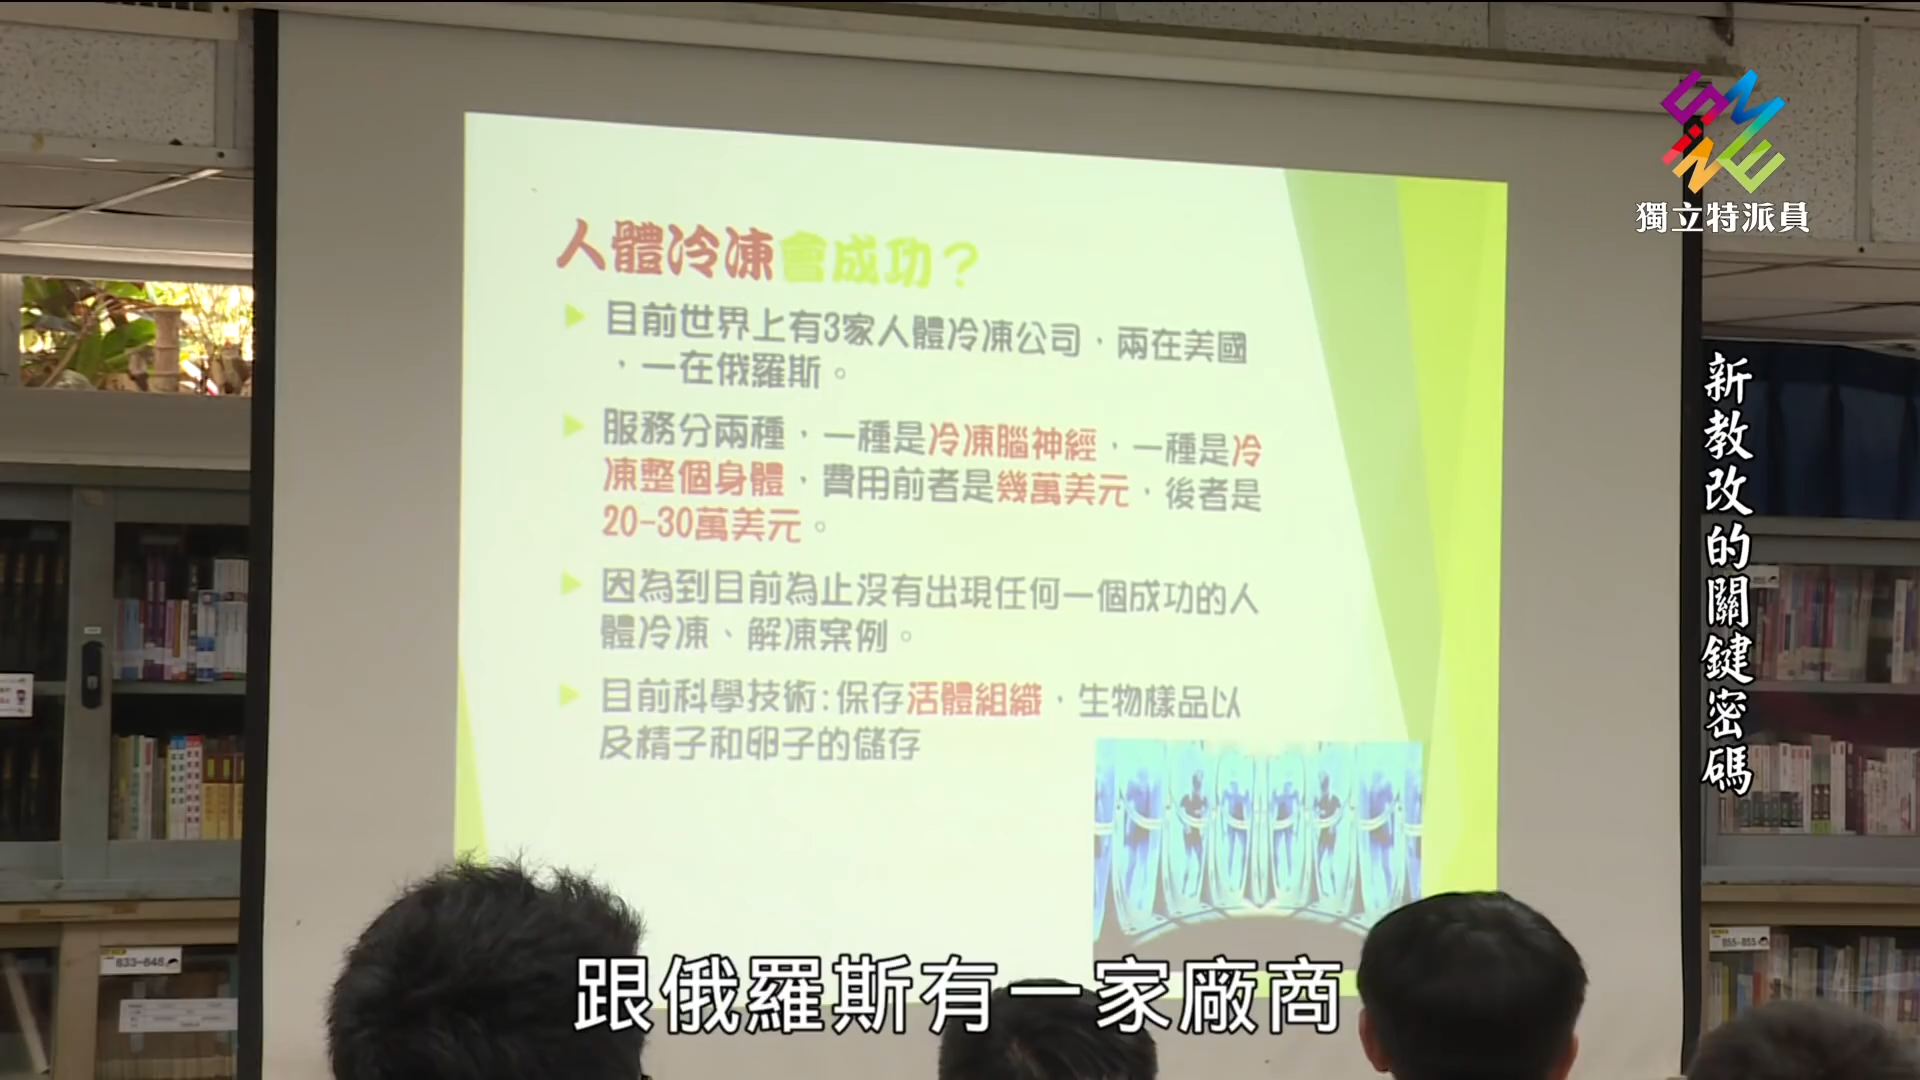 獨立特派員
新教改的關鍵密碼
人體冷凍會成功?
目前世界上有3家人體冷凍公司,兩在美國
,一在俄羅斯。
服務分兩種,一種是冷凍腦神經,一種是冷
凍整個身體,費用前者是幾萬美元,後者是
20-30萬美元。
因為到目前為止沒有出現任何一個成功的人
體冷凍、解凍案例。
目前科學技術:保存活體組織,生物樣品以
及精子和卵子的儲存
833-848
855-855
跟俄羅斯有一家廠商